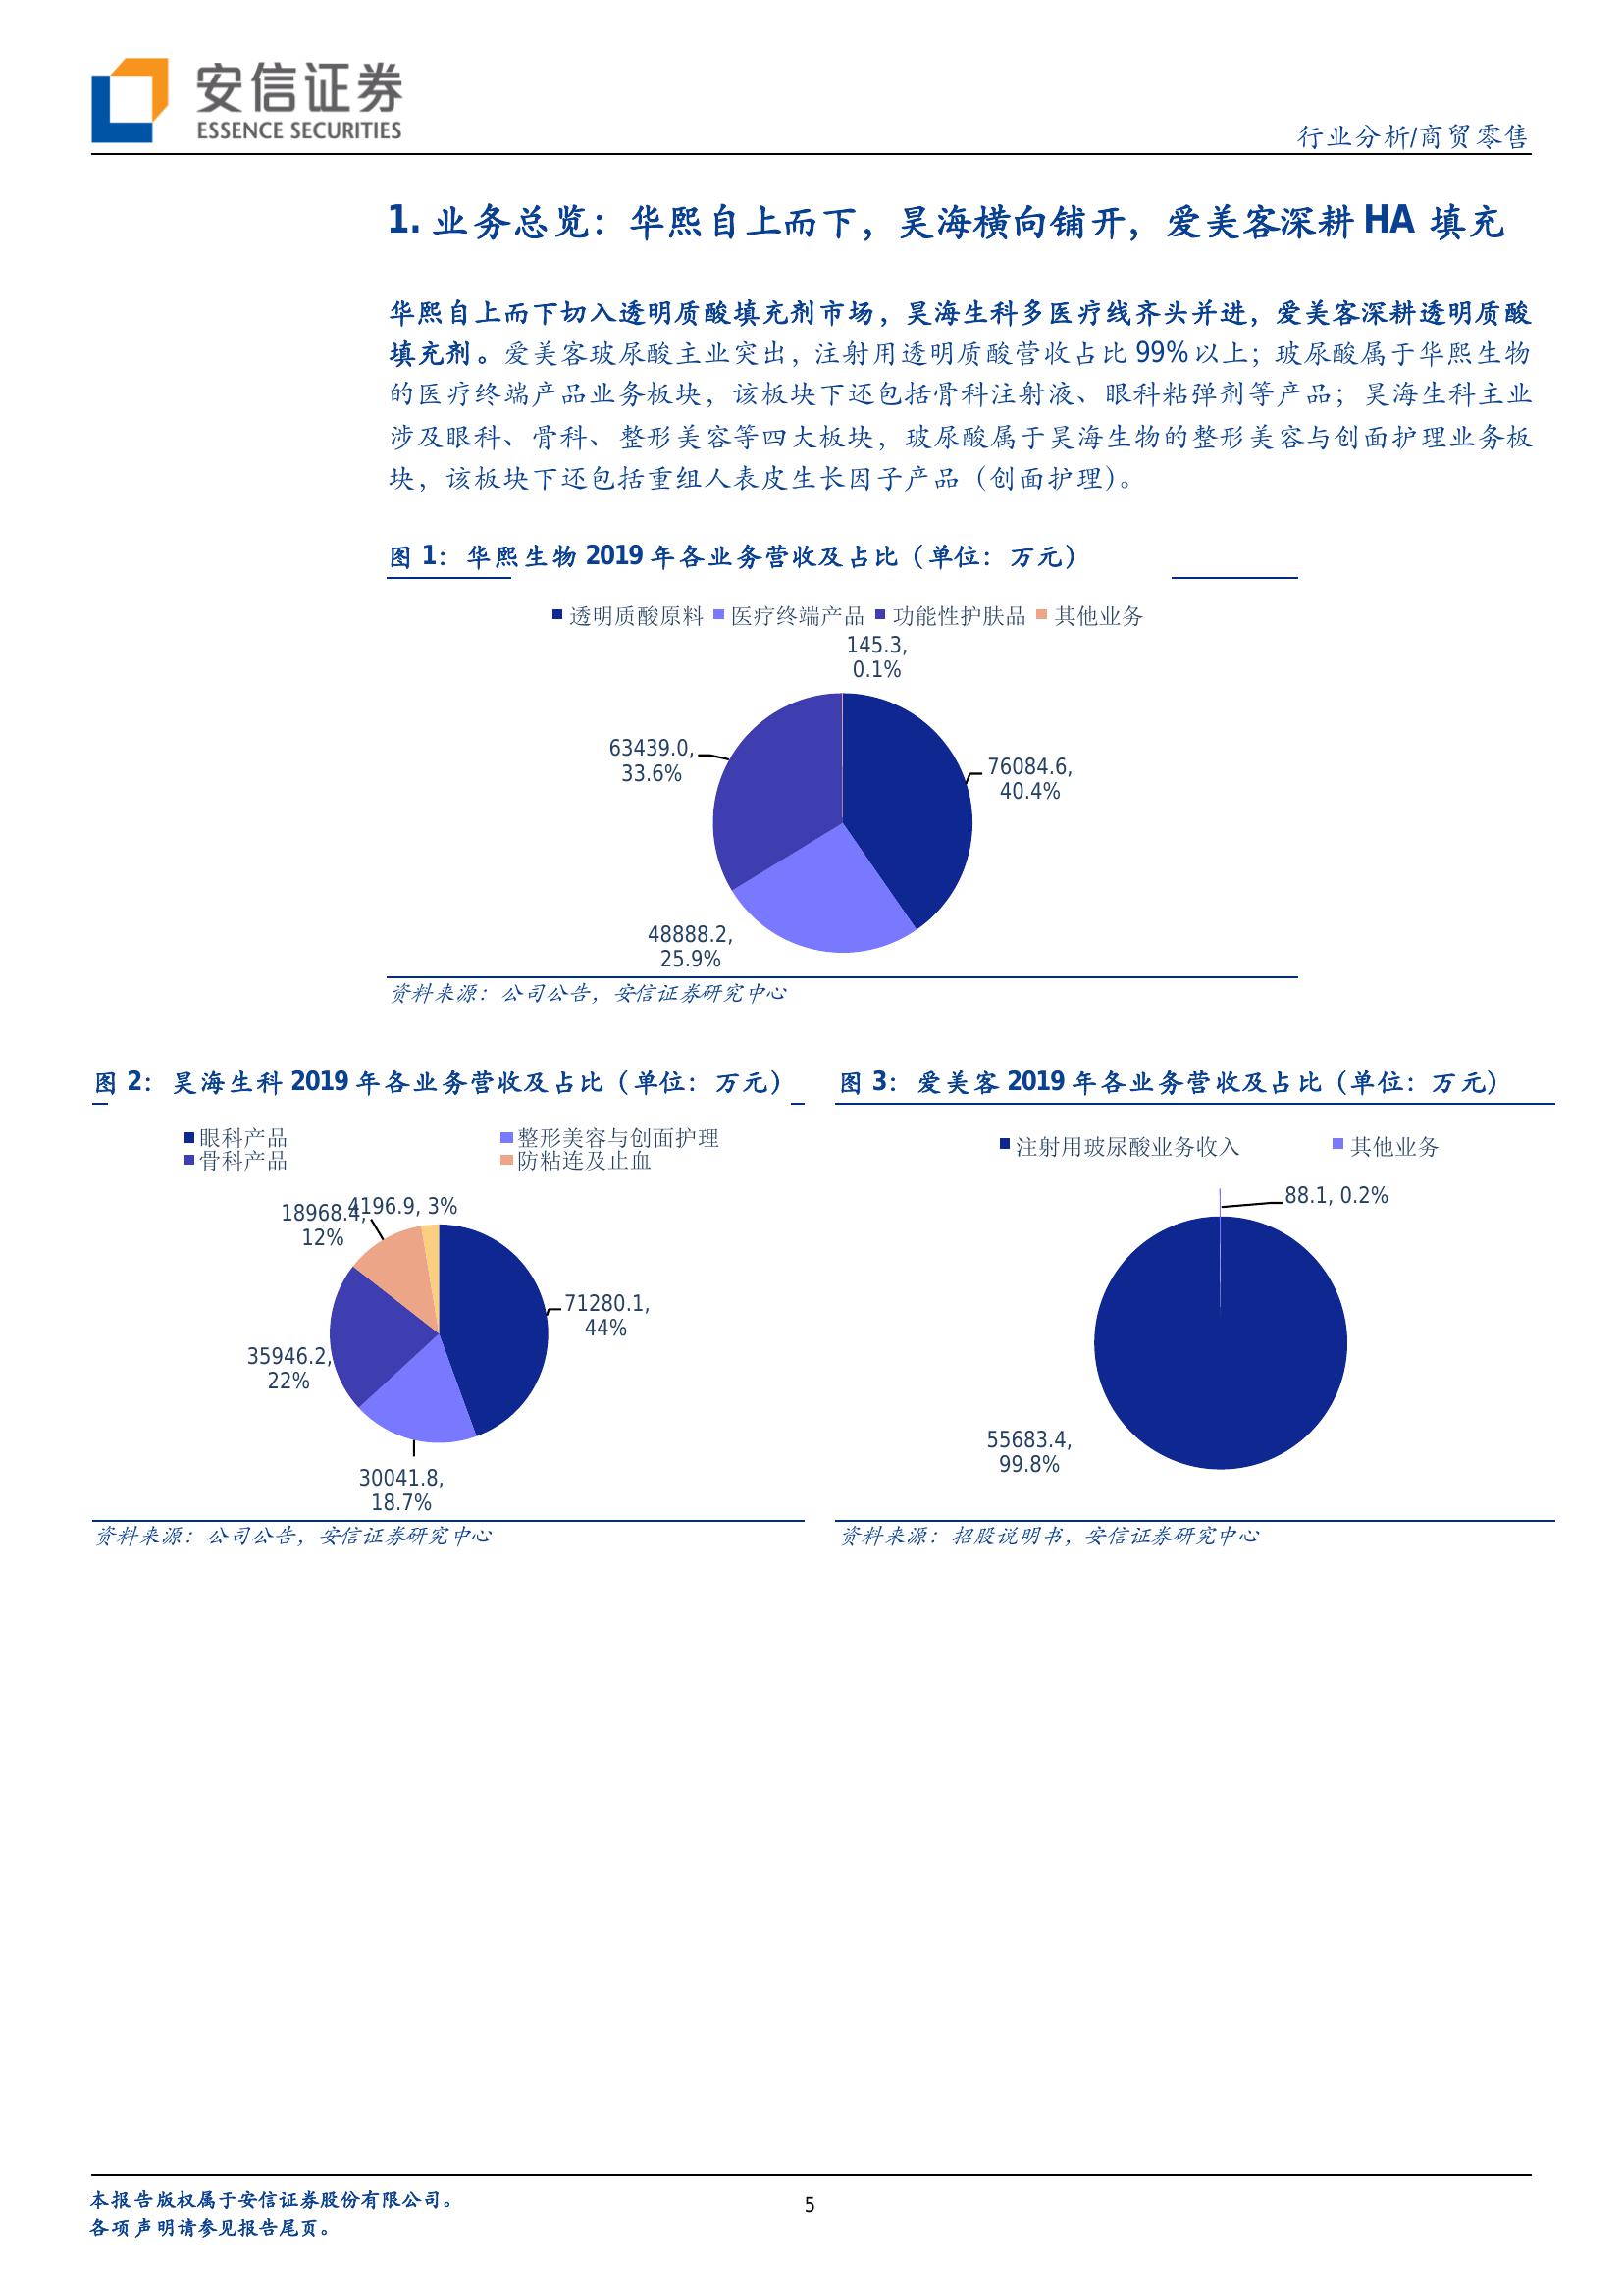 安信证券
ESSENCE SECURITIES
行业分析/商贸零售
1. 业务总览：华熙自上而下，昊海横向铺开，爱美客深耕 HA 填充
华熙自上而下切入透明质酸填充剂市场，昊海生科多医疗线齐头并进，爱美客深耕透明质酸
填充剂。爱美客玻尿酸主业突出，注射用透明质酸营收占比 99%以上；玻尿酸属于华熙生物
的医疗终端产品业务板块，该板块下还包括骨科注射液、眼科粘弹剂等产品；昊海生科主业
涉及眼科、骨科、整形美容等四大板块，玻尿酸属于昊海生物的整形美容与创面护理业务板
块，该板块下还包括重组人表皮生长因子产品（创面护理）。
图 1：华熙生物 2019 年各业务营收及占比（单位：万元）
透明质酸原料 医疗终端产品 功能性护肤品 其他业务
145.3,
0.1%
63439.0,
33.6%
76084.6,
40.4%
48888.2,
25.9%
资料来源：公司公告，安信证券研究中心
图 2：昊海生科 2019 年各业务营收及占比（单位：万元）
眼科产品 整形美容与创面护理
骨科产品 防粘连及止血
4196.9, 3%
18968.4,
12%
71280.1,
44%
35946.2,
22%
30041.8,
18.7%
资料来源：公司公告，安信证券研究中心
图 3：爱美客 2019 年各业务营收及占比（单位：万元）
注射用玻尿酸业务收入 其他业务
88.1, 0.2%
55683.4,
99.8%
资料来源：招股说明书，安信证券研究中心
本报告版权属于安信证券股份有限公司。
各项声明请参见报告尾页。
5